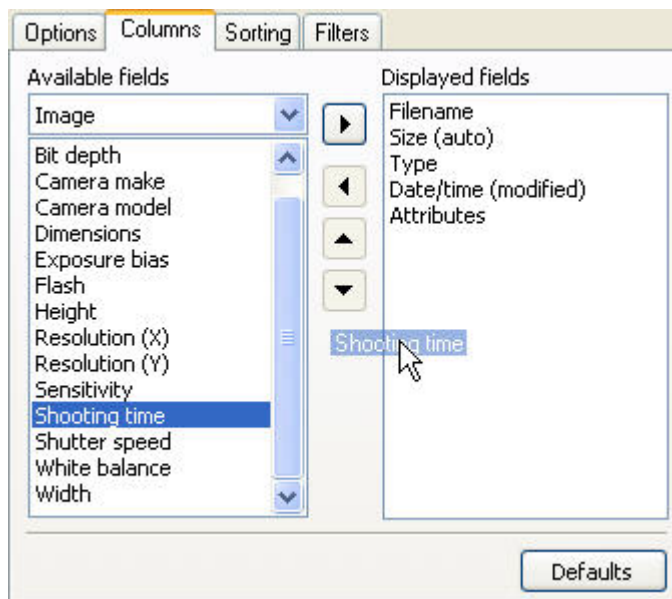 Options Columns Sorting Filters
Available fields
Image
Bit depth
Camera make
Camera model
Dimensions
Exposure bias
Flash
Height
Resolution (X)
Resolution (Y)
Sensitivity
Shooting time
Shutter speed
White balance
Width
Displayed fields
Filename
Size (auto)
Type
Date/time (modified)
Attributes
Shooting time
Defaults